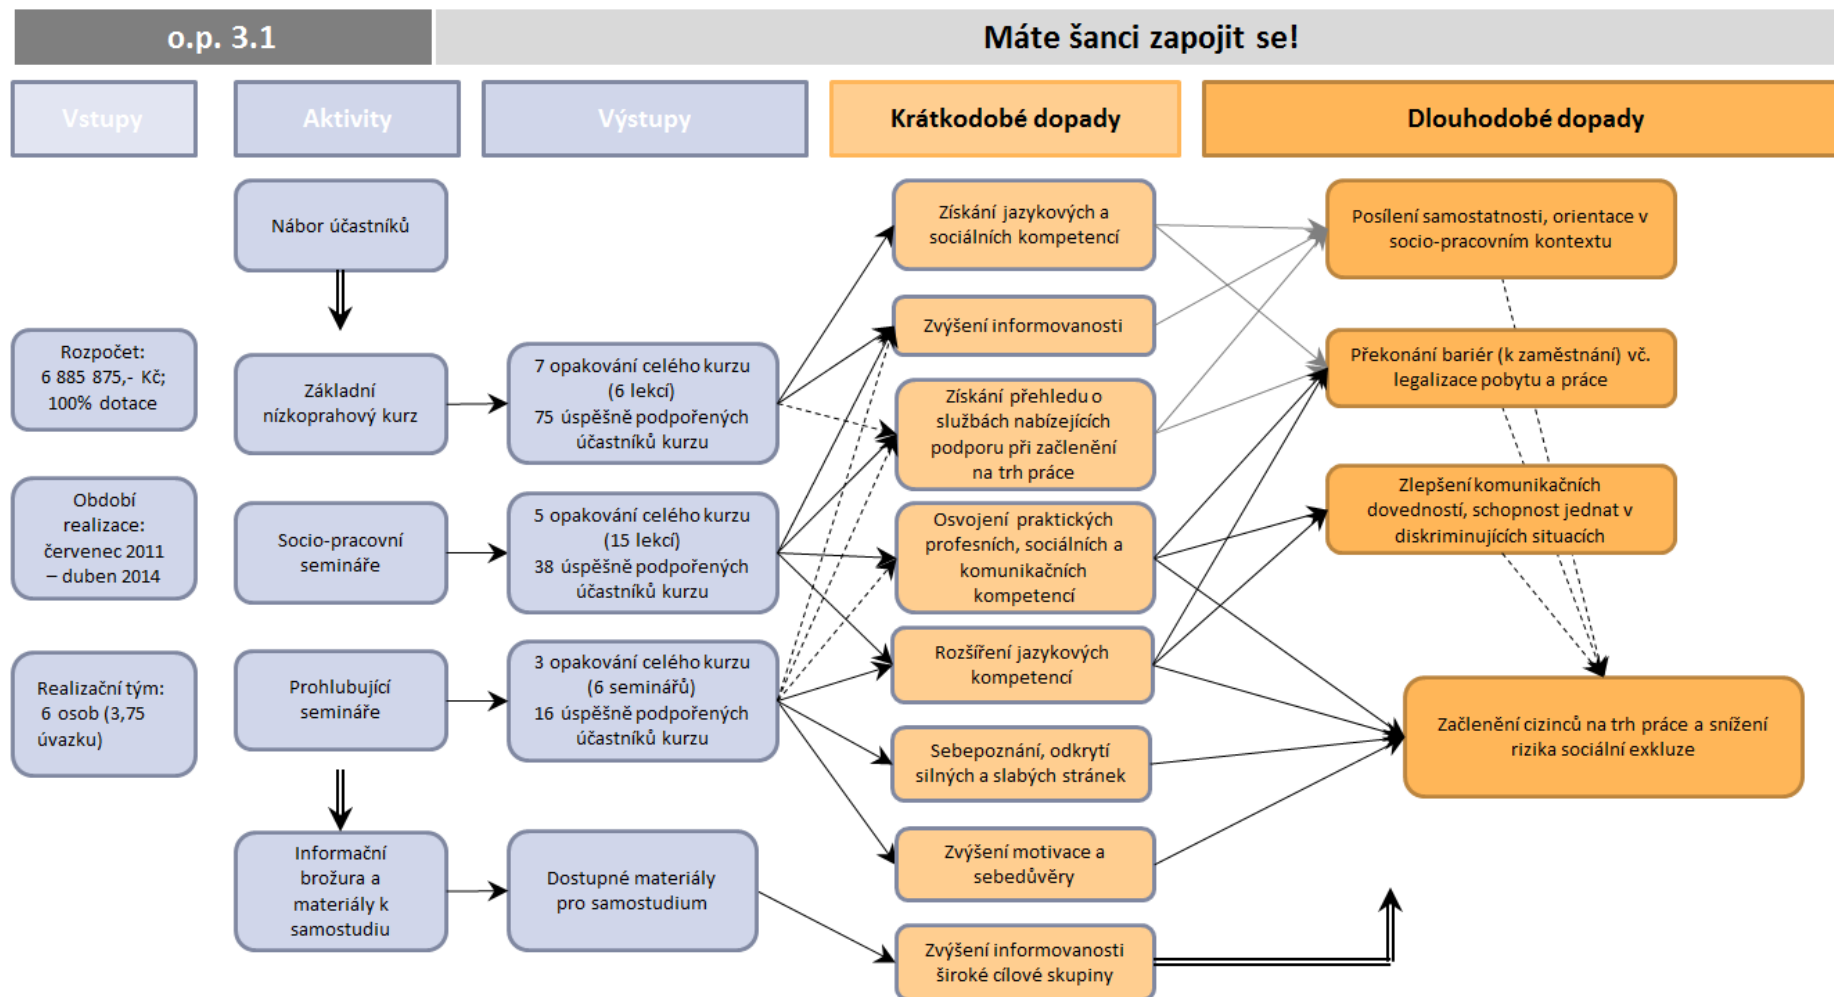 o.p. 3.1
Máte šanci zapojit se!
Vstupy
Aktivity
Výstupy
Krátkodobé dopady
Dlouhodobé dopady
Rozpočet:
6 885 875,- Kč;
100% dotace
Období
realizace:
červenec 2011
– duben 2014
Realizační tým:
6 osob (3,75
úvazku)
Nábor účastníků
Základní
nízkoprahový kurz
Socio-pracovní
semináře
Prohlubující
semináře
Informační
brožura a
materiály k
samostudiu
7 opakování celého kurzu
(6 lekcí)
75 úspěšně podpořených
účastníků kurzu
5 opakování celého kurzu
(15 lekcí)
38 úspěšně podpořených
účastníků kurzu
3 opakování celého kurzu
(6 seminářů)
16 úspěšně podpořených
účastníků kurzu
Dostupné materiály
pro samostudium
Získání jazykových a
sociálních kompetencí
Zvýšení informovanosti
Získání přehledu o
službách nabízejících
podporu při začlenění
na trh práce
Osvojení praktických
profesních, sociálních a
komunikačních
kompetencí
Rozšíření jazykových
kompetencí
Sebepoznání, odkrytí
silných a slabých stránek
Zvýšení motivace a
sebedůvěry
Zvýšení informovanosti
široké cílové skupiny
Posílení samostatnosti, orientace v
socio-pracovním kontextu
Překonání bariér (k zaměstnání) vč.
legalizace pobytu a práce
Zlepšení komunikačních
dovedností, schopnost jednat v
diskriminujících situacích
Začlenění cizinců na trh práce a snížení
rizika sociální exkluze